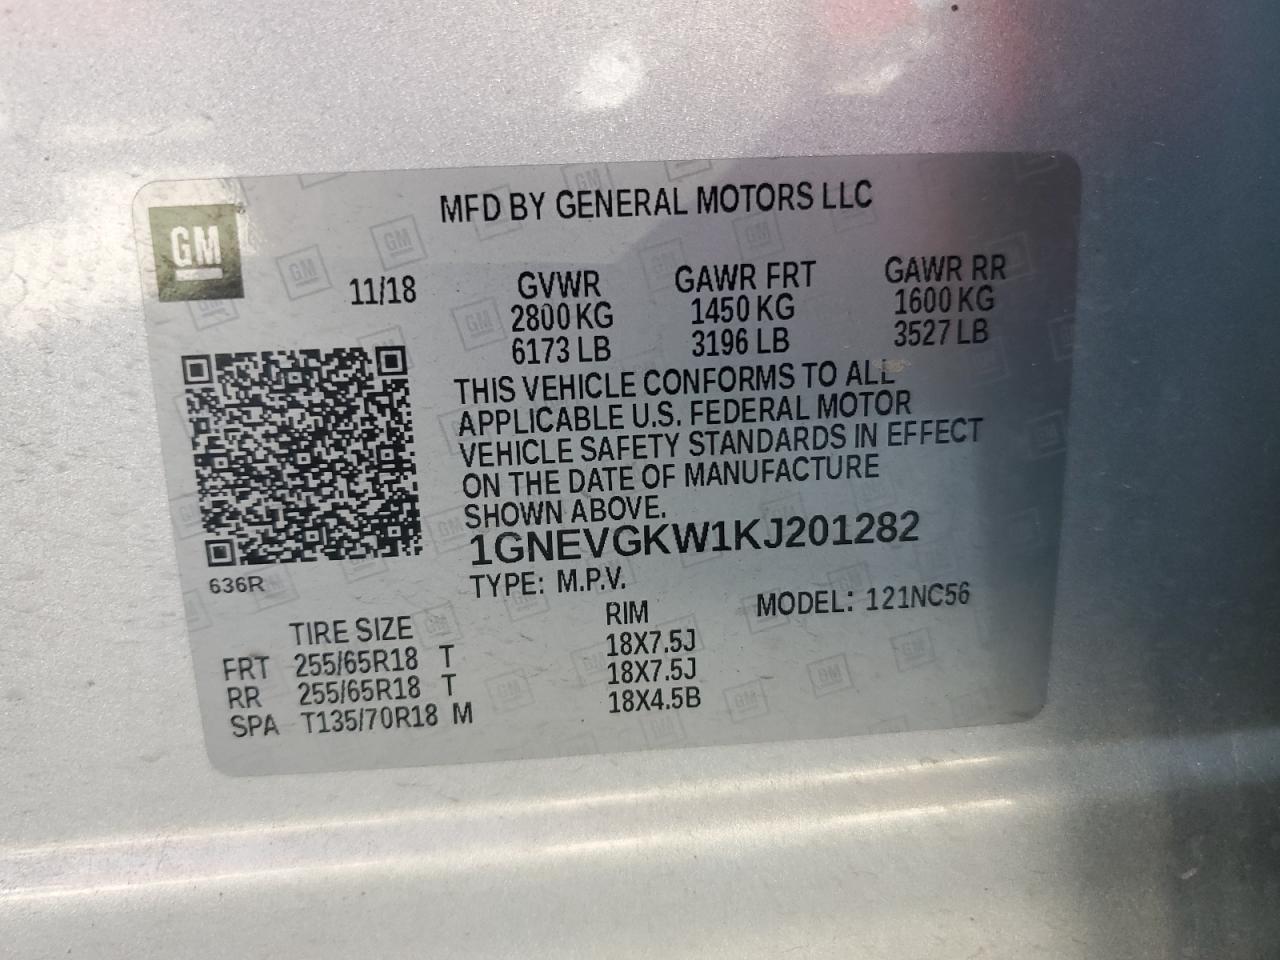 MFD BY GENERAL MOTORS LLC
GM
11/18 GVWR GAWR FRT GAWR RR
2800 KG 1450 KG 1600 KG
6173 LB 3196 LB 3527 LB
THIS VEHICLE CONFORMS TO ALL
APPLICABLE U.S. FEDERAL MOTOR
VEHICLE SAFETY STANDARDS IN EFFECT
ON THE DATE OF MANUFACTURE
SHOWN ABOVE.
1GNEVGKW1KJ201282
636R
TYPE: M.P.V. MODEL: 121NC56
TIRE SIZE RIM
FRT 255/65R18 T 18X7.5J
RR 255/65R18 T 18X7.5J
SPA T135/70R18 M 18X4.5B